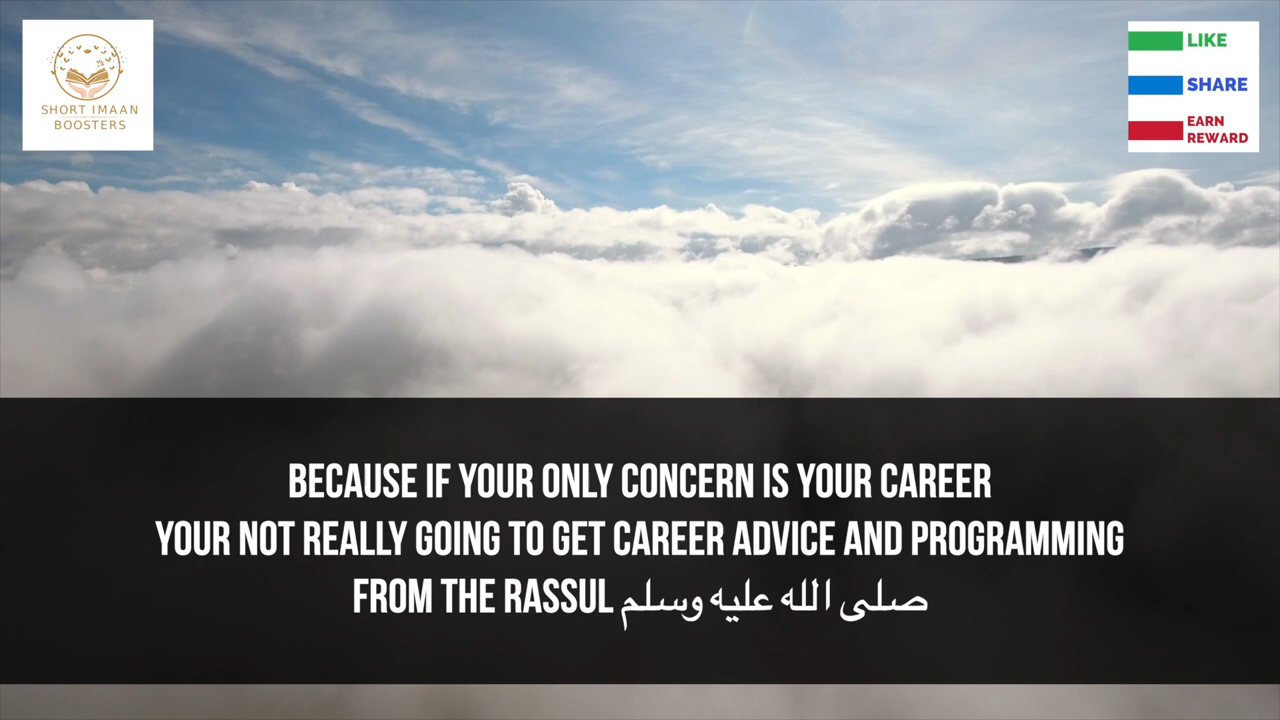 SHORT IMAAN
BOOSTERS
LIKE
SHARE
EARN
REWARD
BECAUSE IF YOUR ONLY CONCERN IS YOUR CAREER
YOUR NOT REALLY GOING TO GET CAREER ADVICE AND PROGRAMMING
FROM THE RASSUL صلى الله عليه وسلم